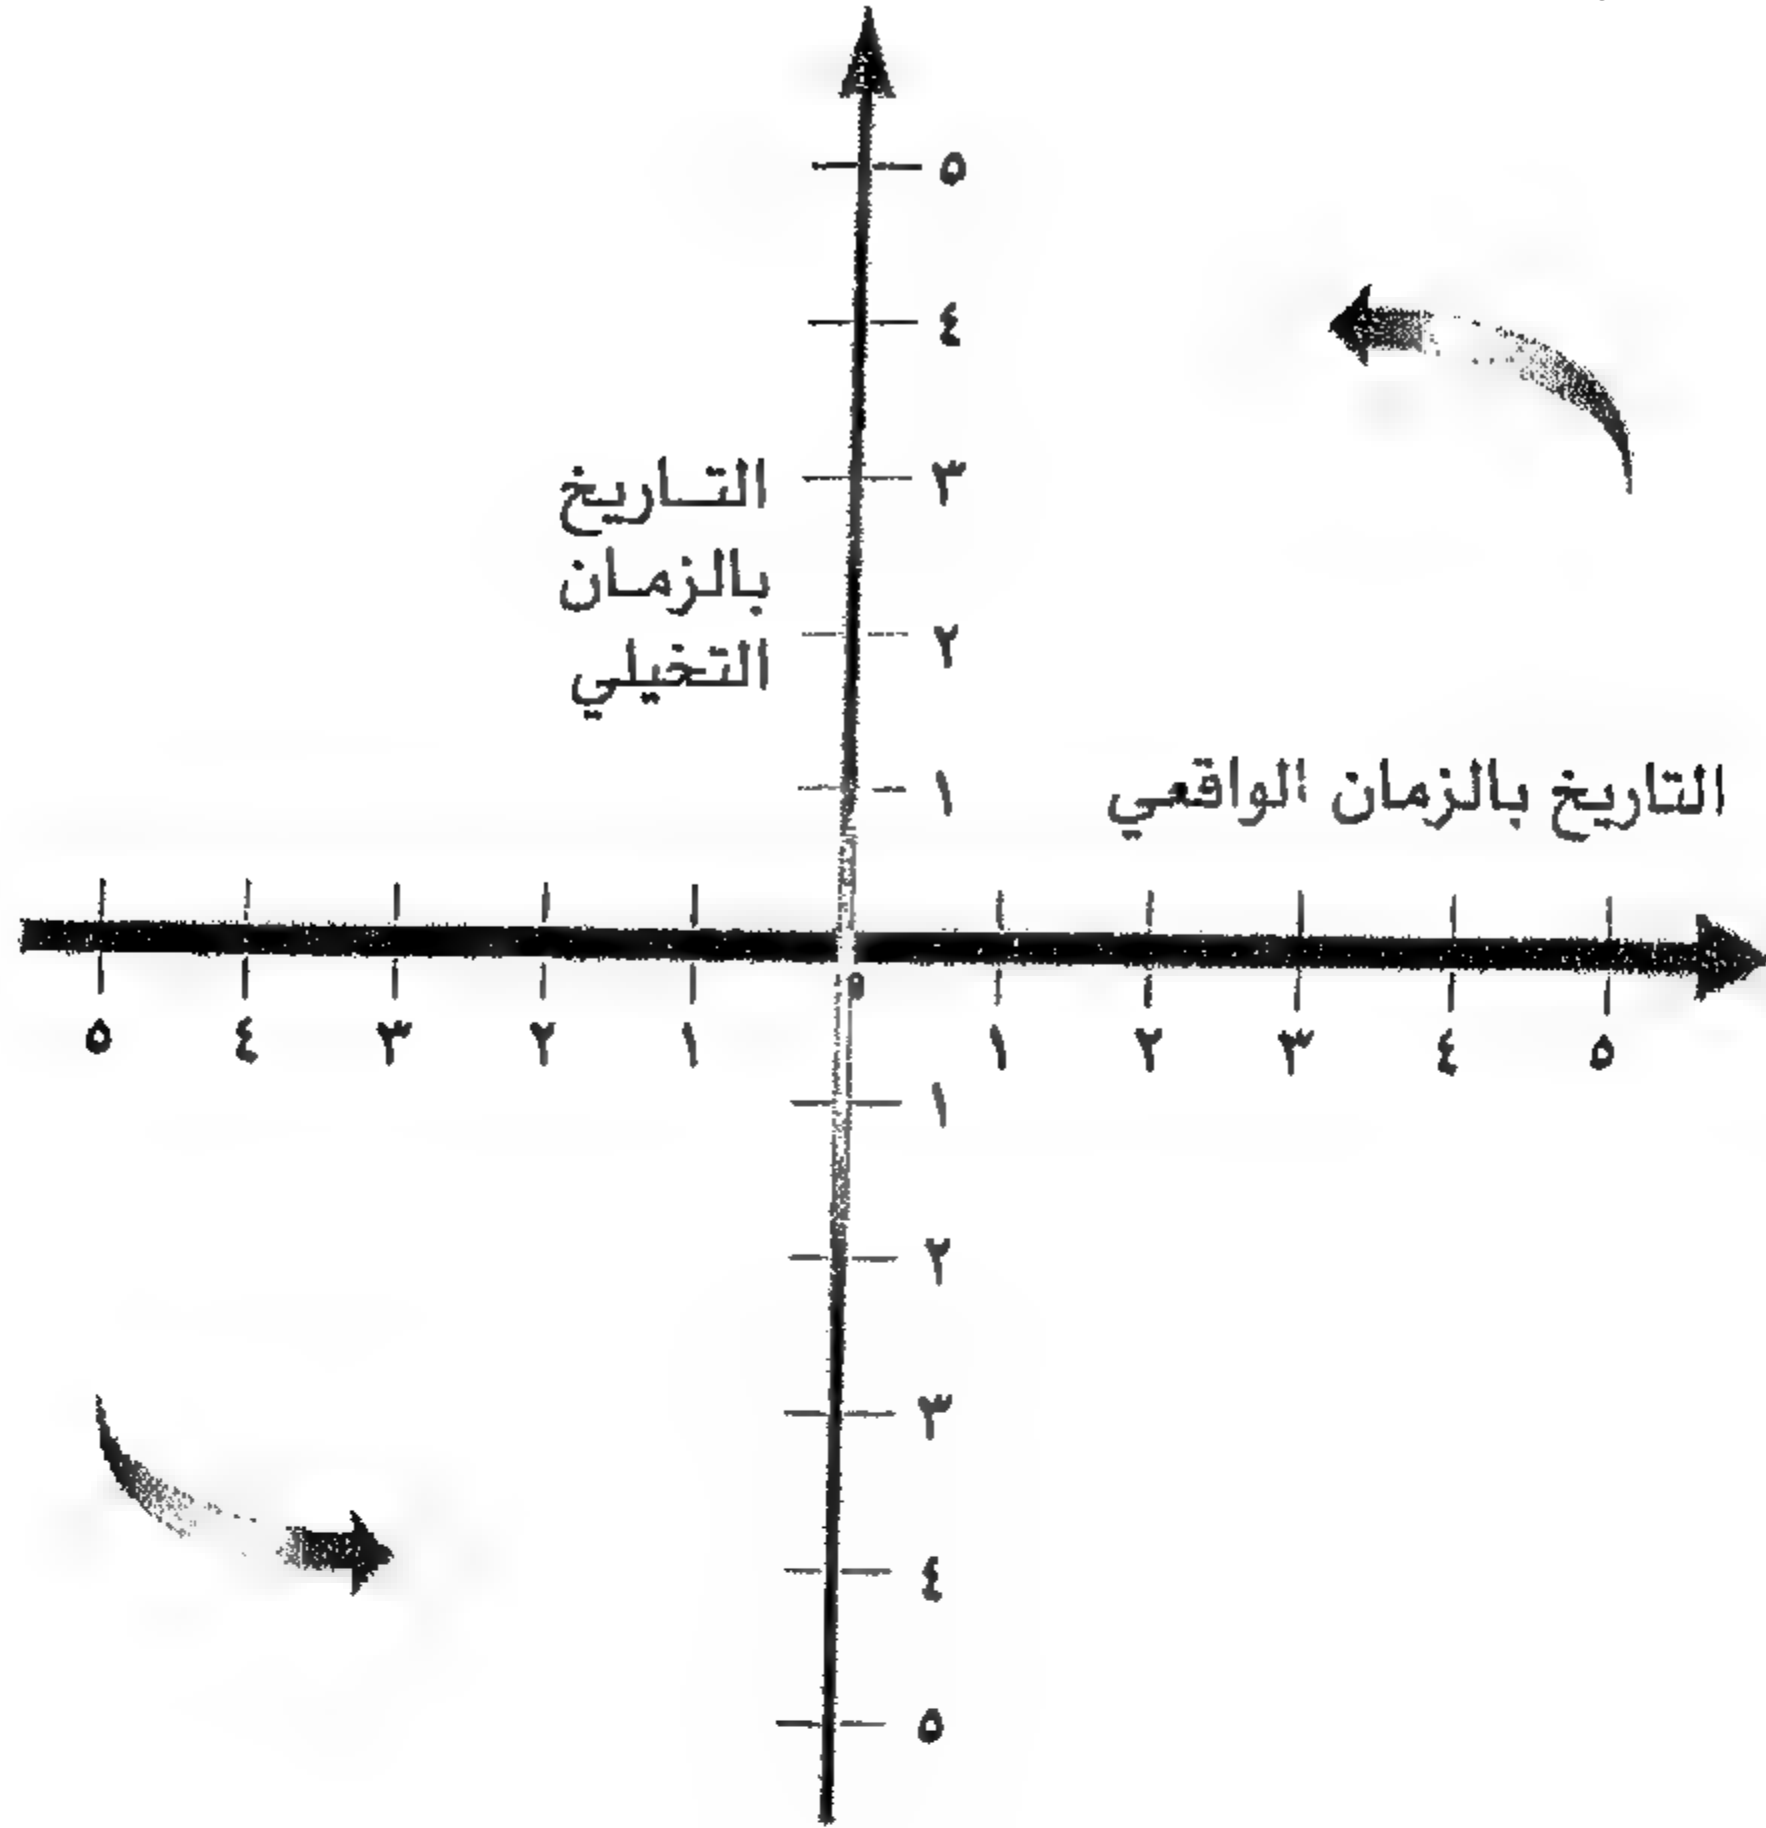 ٥
٤
٣
٢
١
التاريخ
بالزمان
التخيلي
التاريخ بالزمان الواقعي
٥ ٤ ٣ ٢ ١ 0 ١ ٢ ٣ ٤ ٥
١
٢
٣
٤
٥